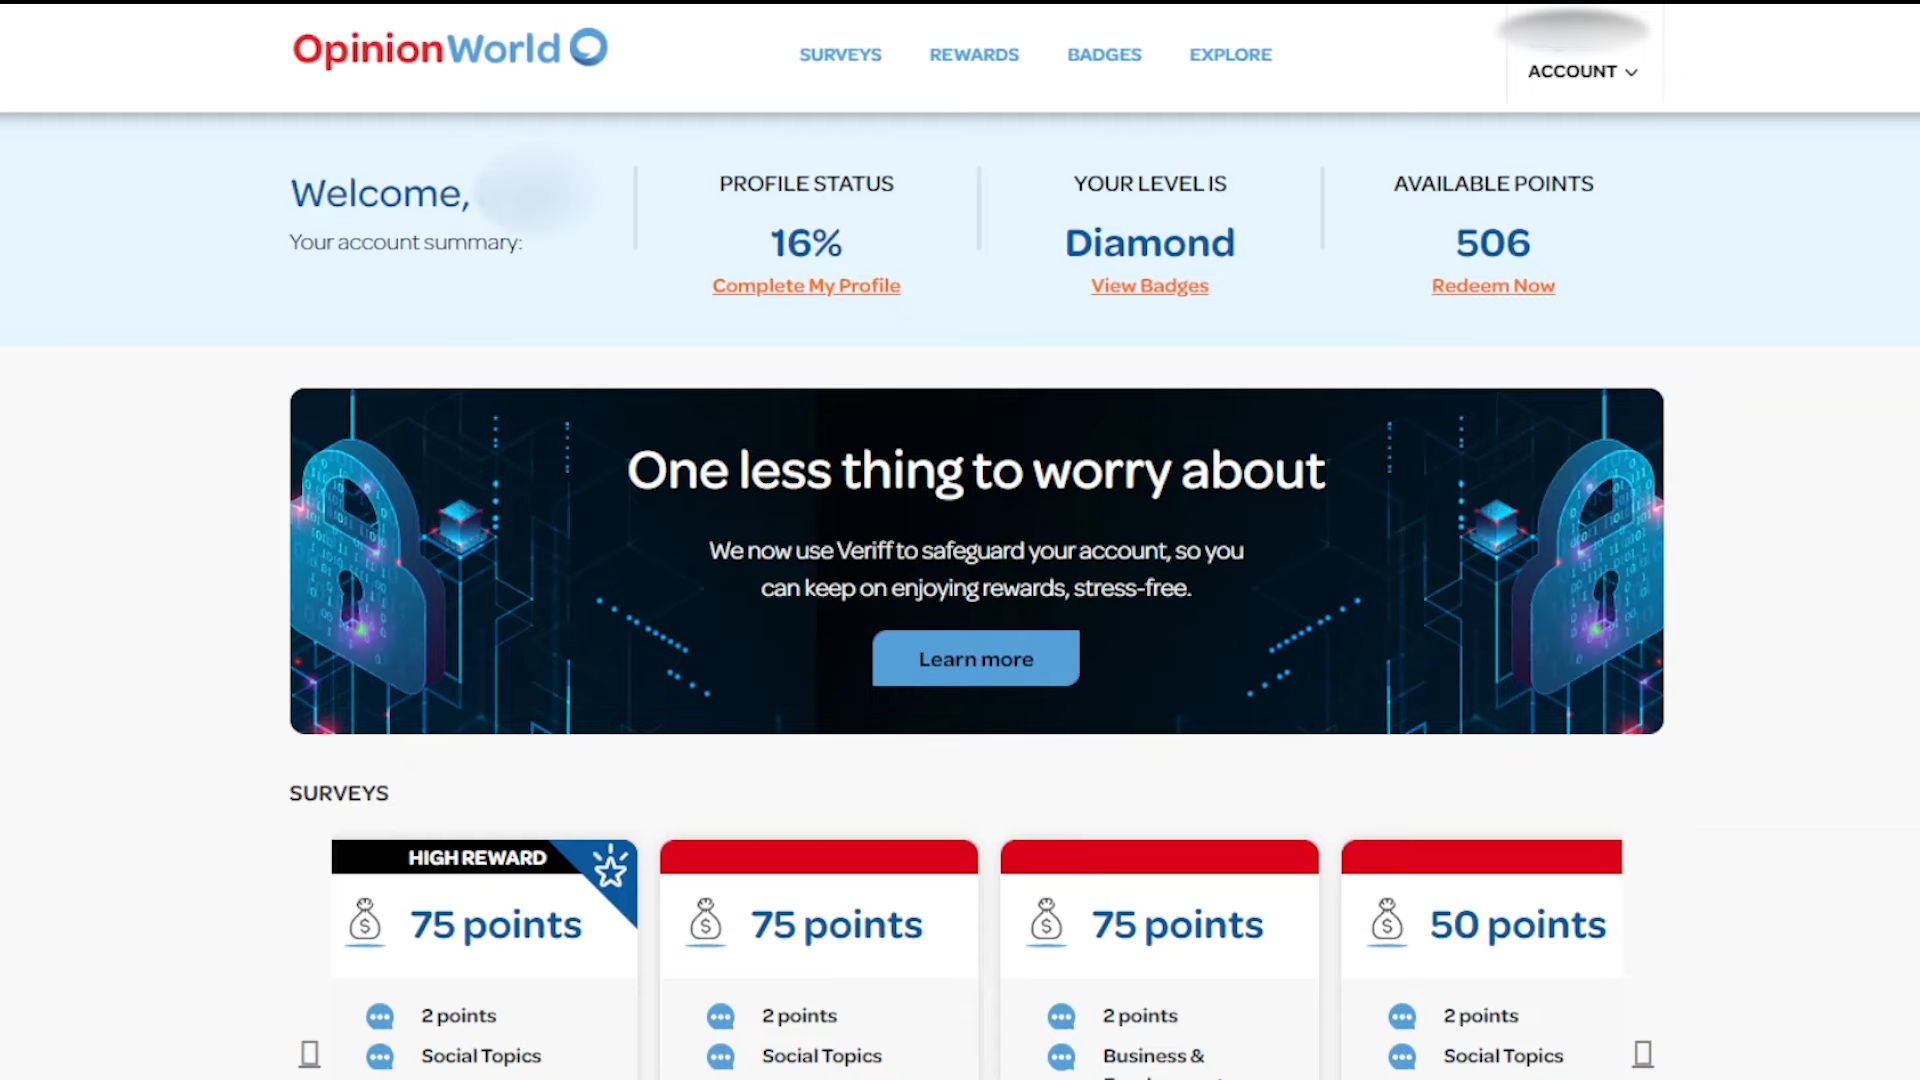 OpinionWorld
SURVEYS
REWARDS
BADGES
EXPLORE
ACCOUNT
Welcome,
Your account summary:
PROFILE STATUS
16%
Complete My Profile
YOUR LEVEL IS
Diamond
View Badges
AVAILABLE POINTS
506
Redeem Now
One less thing to worry about
We now use Veriff to safeguard your account, so you
can keep on enjoying rewards, stress-free.
Learn more
SURVEYS
HIGH REWARD
75 points
2 points
Social Topics
75 points
2 points
Social Topics
75 points
2 points
Business &
50 points
2 points
Social Topics